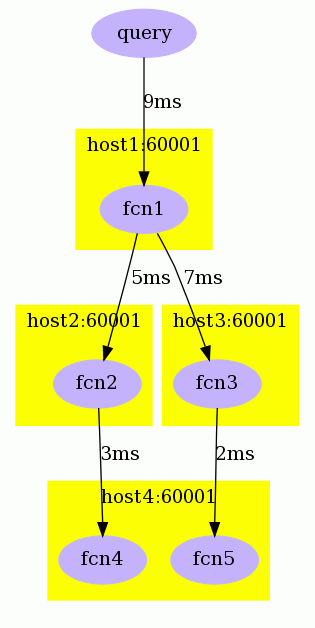 query
9ms
host1:60001
fcn1
5ms 7ms
host2:60001 host3:60001
fcn2 fcn3
3ms 2ms
host4:60001
fcn4 fcn5